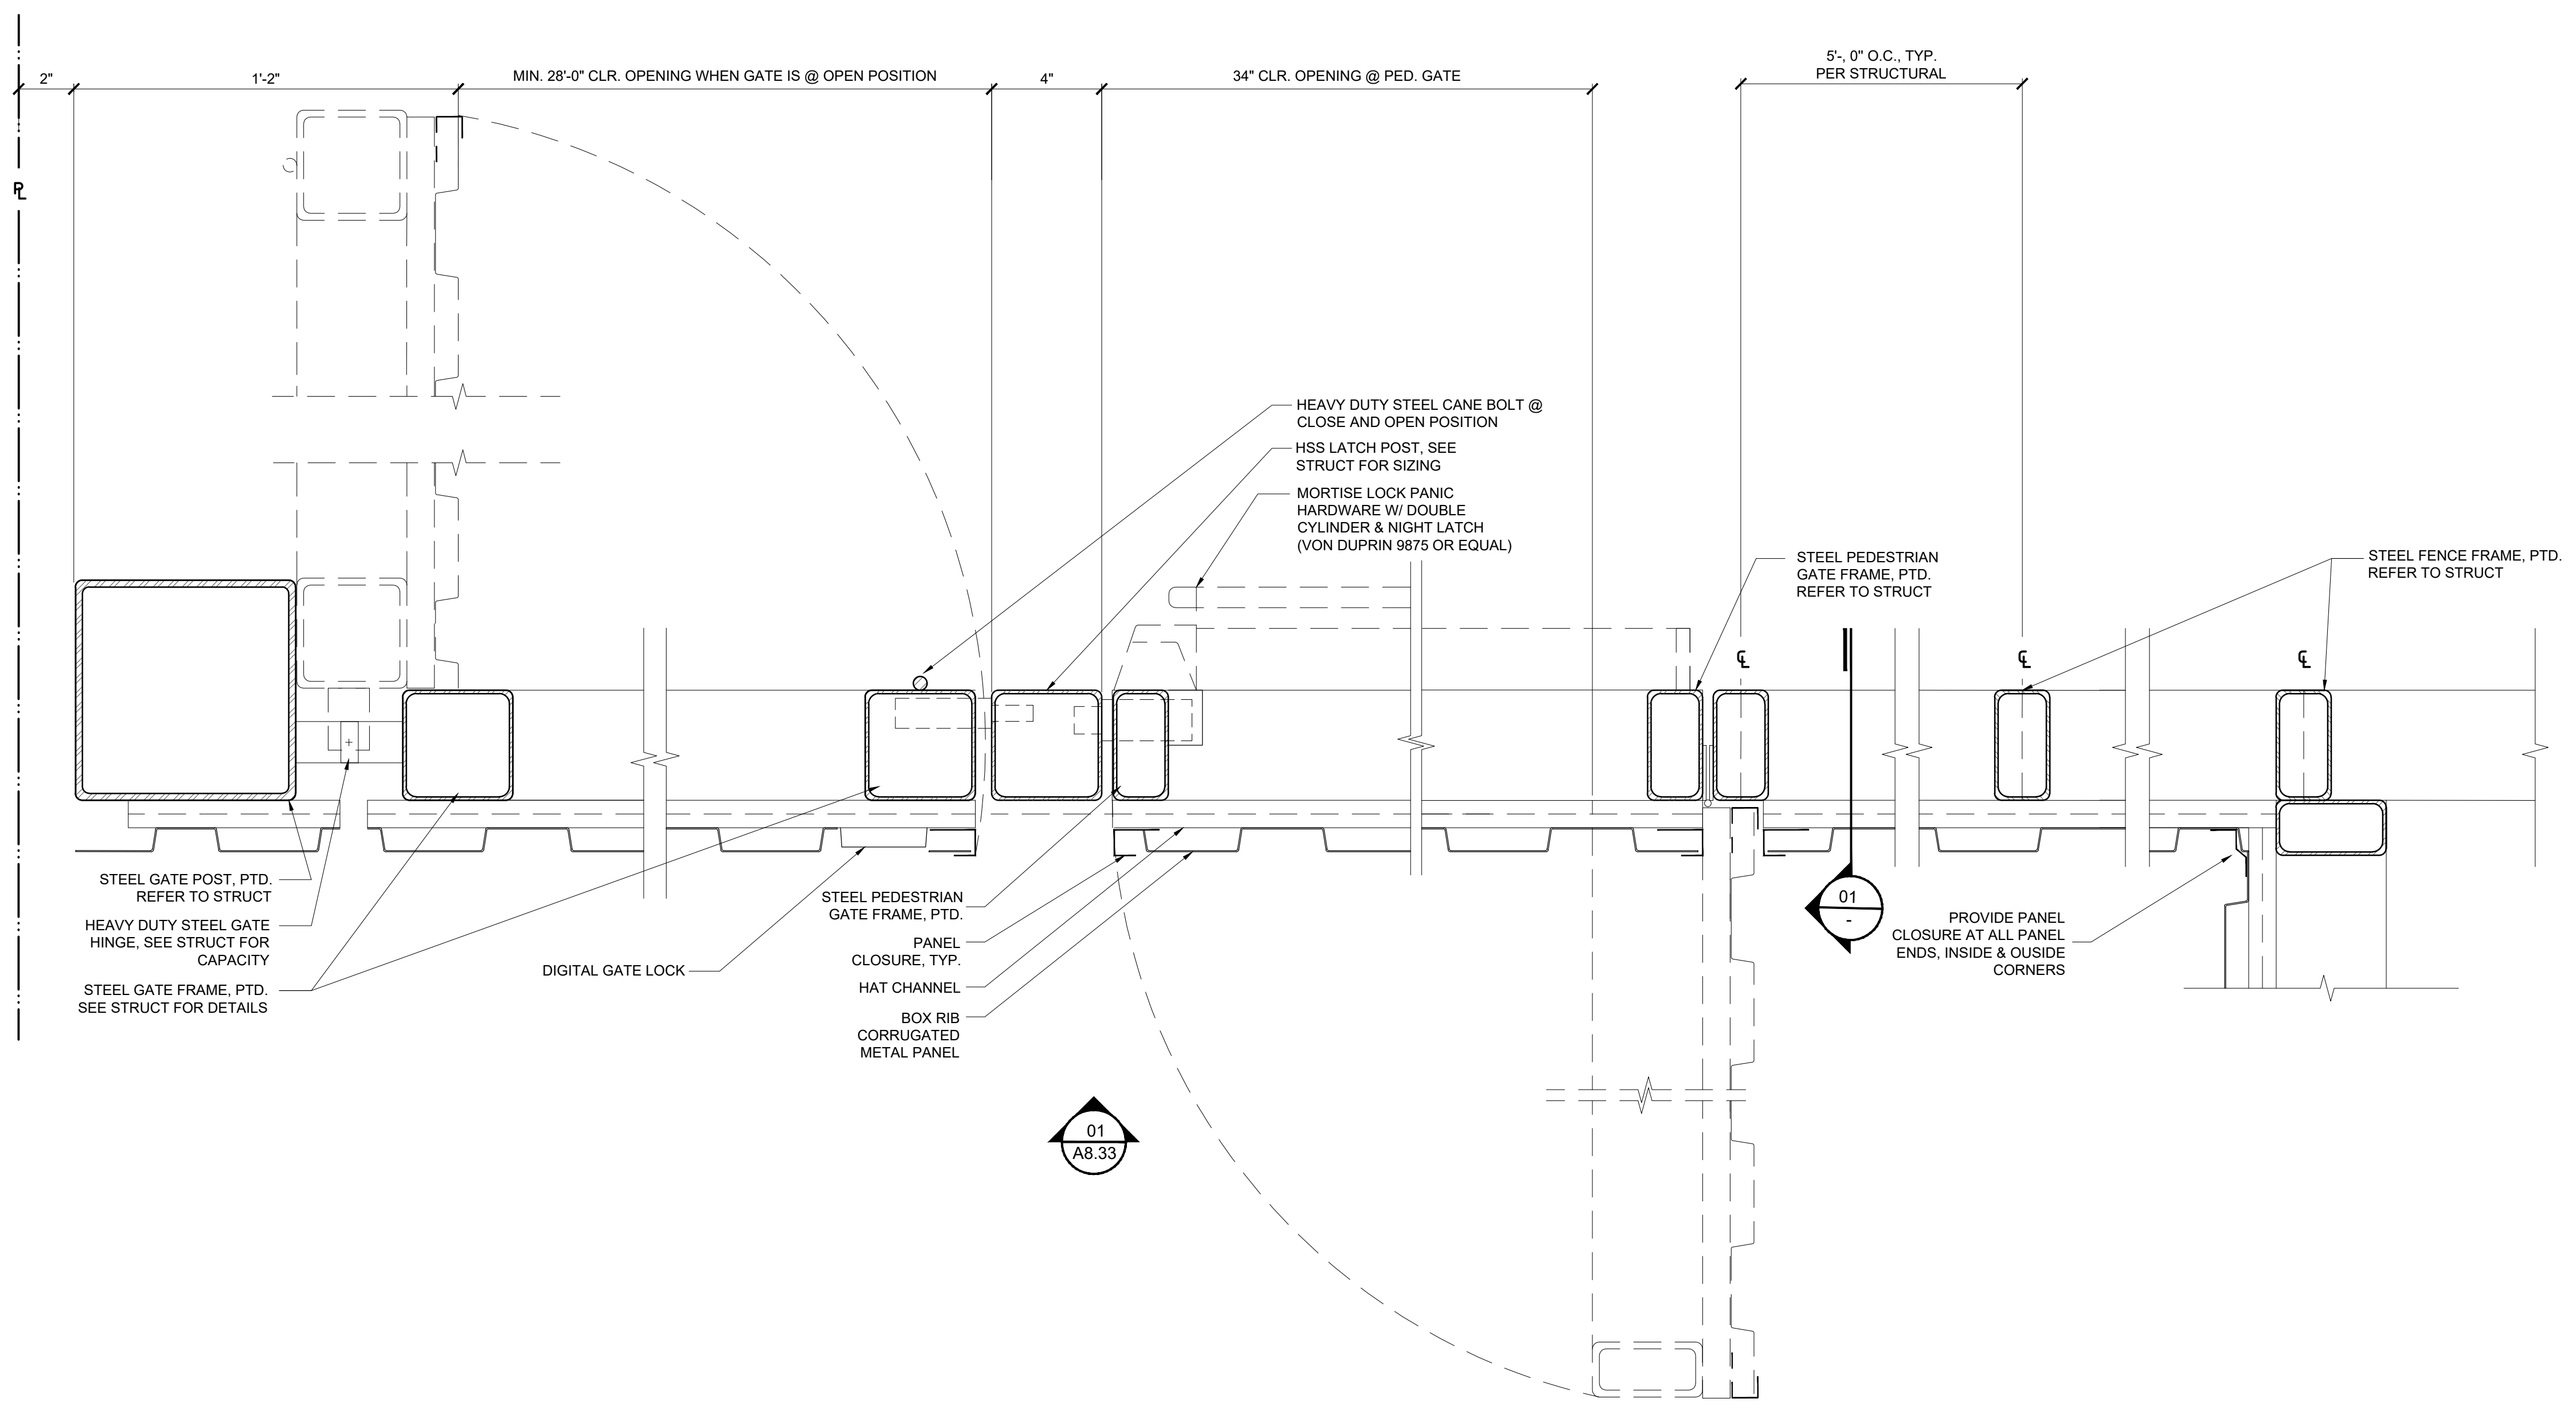 5'-, 0" O.C., TYP.
PER STRUCTURAL
2"
1'-2"
MIN. 28'-0" CLR. OPENING WHEN GATE IS @ OPEN POSITION
4"
34" CLR. OPENING @ PED. GATE
PL
HEAVY DUTY STEEL CANE BOLT @
CLOSE AND OPEN POSITION
HSS LATCH POST, SEE
STRUCT FOR SIZING
MORTISE LOCK PANIC
HARDWARE W/ DOUBLE
CYLINDER & NIGHT LATCH
(VON DUPRIN 9875 OR EQUAL)
STEEL PEDESTRIAN
GATE FRAME, PTD.
REFER TO STRUCT
STEEL FENCE FRAME, PTD.
REFER TO STRUCT
CL
CL
CL
STEEL GATE POST, PTD.
REFER TO STRUCT
HEAVY DUTY STEEL GATE
HINGE, SEE STRUCT FOR
CAPACITY
STEEL GATE FRAME, PTD.
SEE STRUCT FOR DETAILS
DIGITAL GATE LOCK
STEEL PEDESTRIAN
GATE FRAME, PTD.
PANEL
CLOSURE, TYP.
HAT CHANNEL
BOX RIB
CORRUGATED
METAL PANEL
01
-
PROVIDE PANEL
CLOSURE AT ALL PANEL
ENDS, INSIDE & OUSIDE
CORNERS
01
A8.33